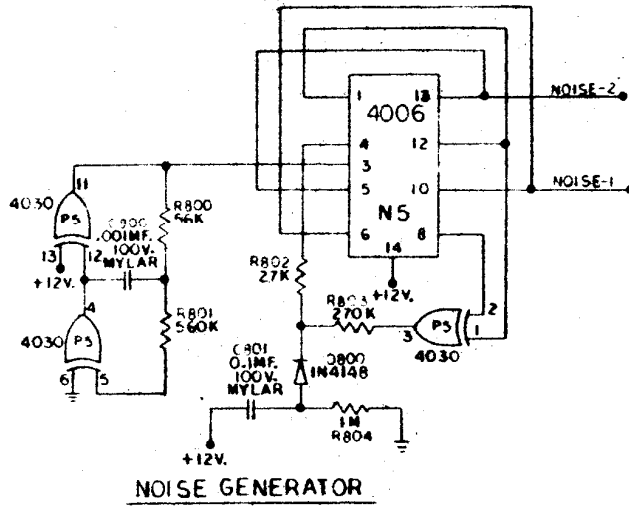 1
13
4006
NOISE-2
4
12
3
11
R800
56K
4030
P5
C800
.001MF.
100V.
MYLAR
5
10
NOISE-1
N5
13
12
+12V.
R802
27K
6
8
14
+12V.
4
R801
560K
R803
270K
2
4030
P5
3
P5
1
4030
6
5
C801
0.1MF.
100V.
MYLAR
D800
1N4148
1M
R804
+12V.
NOISE GENERATOR